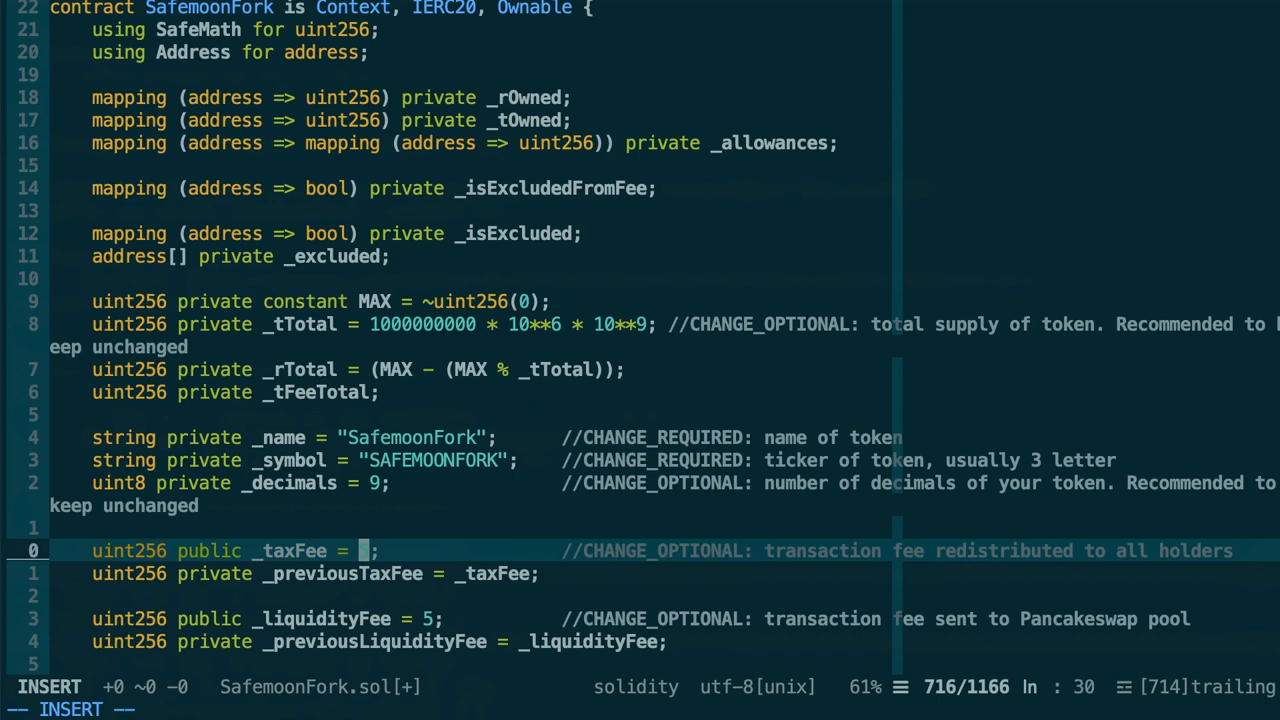 22 contract SafemoonFork is Context, IERC20, Ownable {
21     using SafeMath for uint256;
20     using Address for address;
19
18     mapping (address => uint256) private _rOwned;
17     mapping (address => uint256) private _tOwned;
16     mapping (address => mapping (address => uint256)) private _allowances;
15
14     mapping (address => bool) private _isExcludedFromFee;
13
12     mapping (address => bool) private _isExcluded;
11     address[] private _excluded;
10
9     uint256 private constant MAX = ~uint256(0);
8     uint256 private _tTotal = 1000000000 * 10**6 * 10**9; //CHANGE_OPTIONAL: total supply of token. Recommended to k
eep unchanged
7     uint256 private _rTotal = (MAX - (MAX % _tTotal));
6     uint256 private _tFeeTotal;
5
4     string private _name = "SafemoonFork";      //CHANGE_REQUIRED: name of token
3     string private _symbol = "SAFEMOONFORK";    //CHANGE_REQUIRED: ticker of token, usually 3 letter
2     uint8 private _decimals = 9;                //CHANGE_OPTIONAL: number of decimals of your token. Recommended to
keep unchanged
1
0     uint256 public _taxFee = ;                 //CHANGE_OPTIONAL: transaction fee redistributed to all holders
1     uint256 private _previousTaxFee = _taxFee;
2
3     uint256 public _liquidityFee = 5;           //CHANGE_OPTIONAL: transaction fee sent to Pancakeswap pool
4     uint256 private _previousLiquidityFee = _liquidityFee;
5
INSERT +0 ~0 -0 SafemoonFork.sol[+] solidity utf-8[unix] 61% ☰ 716/1166 ln : 30 ☲ [714]trailing
-- INSERT --